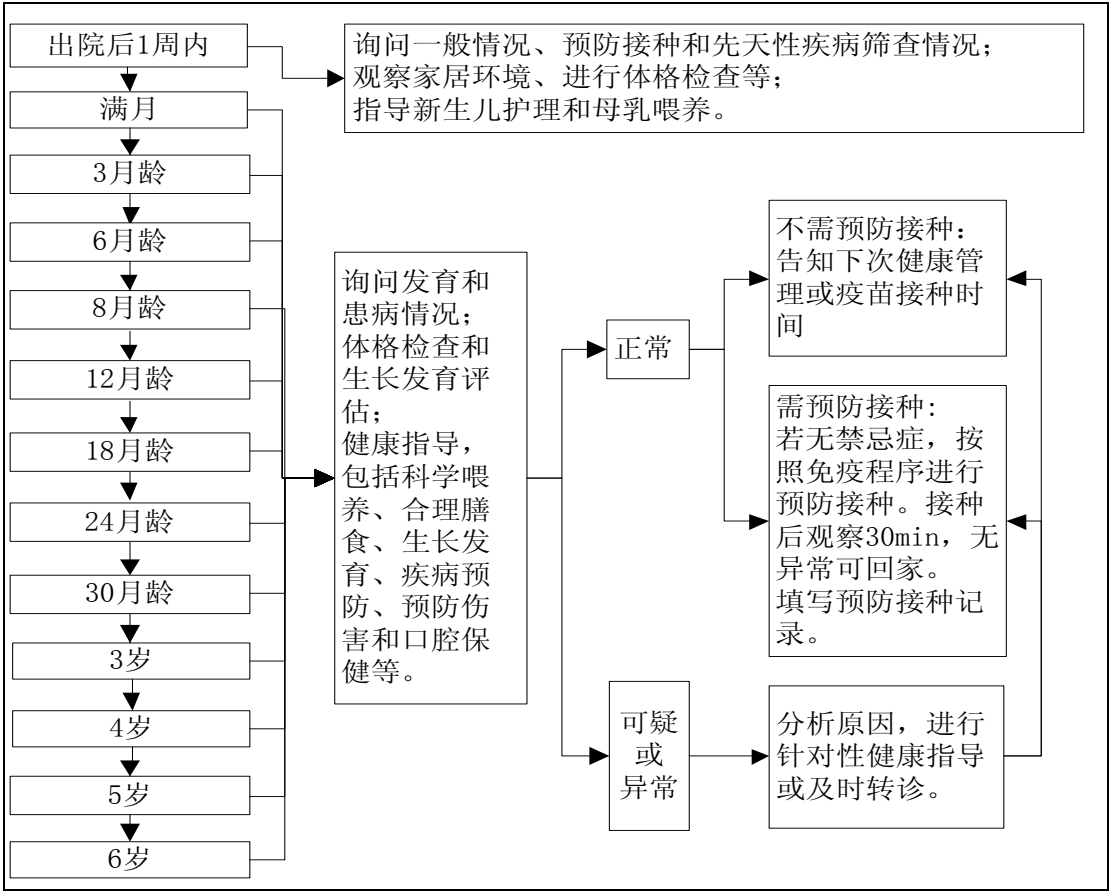 出院后1周内
询问一般情况、预防接种和先天性疾病筛查情况；
观察家居环境、进行体格检查等；
指导新生儿护理和母乳喂养。
满月
3月龄
6月龄
8月龄
12月龄
18月龄
24月龄
30月龄
3岁
4岁
5岁
6岁
询问发育和
患病情况；
体格检查和
生长发育评
估；
健康指导，
包括科学喂
养、合理膳
食、生长发
育、疾病预
防、预防伤
害和口腔保
健等。
正常
可疑
或
异常
不需预防接种：
告知下次健康管
理或疫苗接种时
间
需预防接种：
若无禁忌症，按
照免疫程序进行
预防接种。接种
后观察30min，无
异常可回家。
填写预防接种记
录。
分析原因，进行
针对性健康指导
或及时转诊。